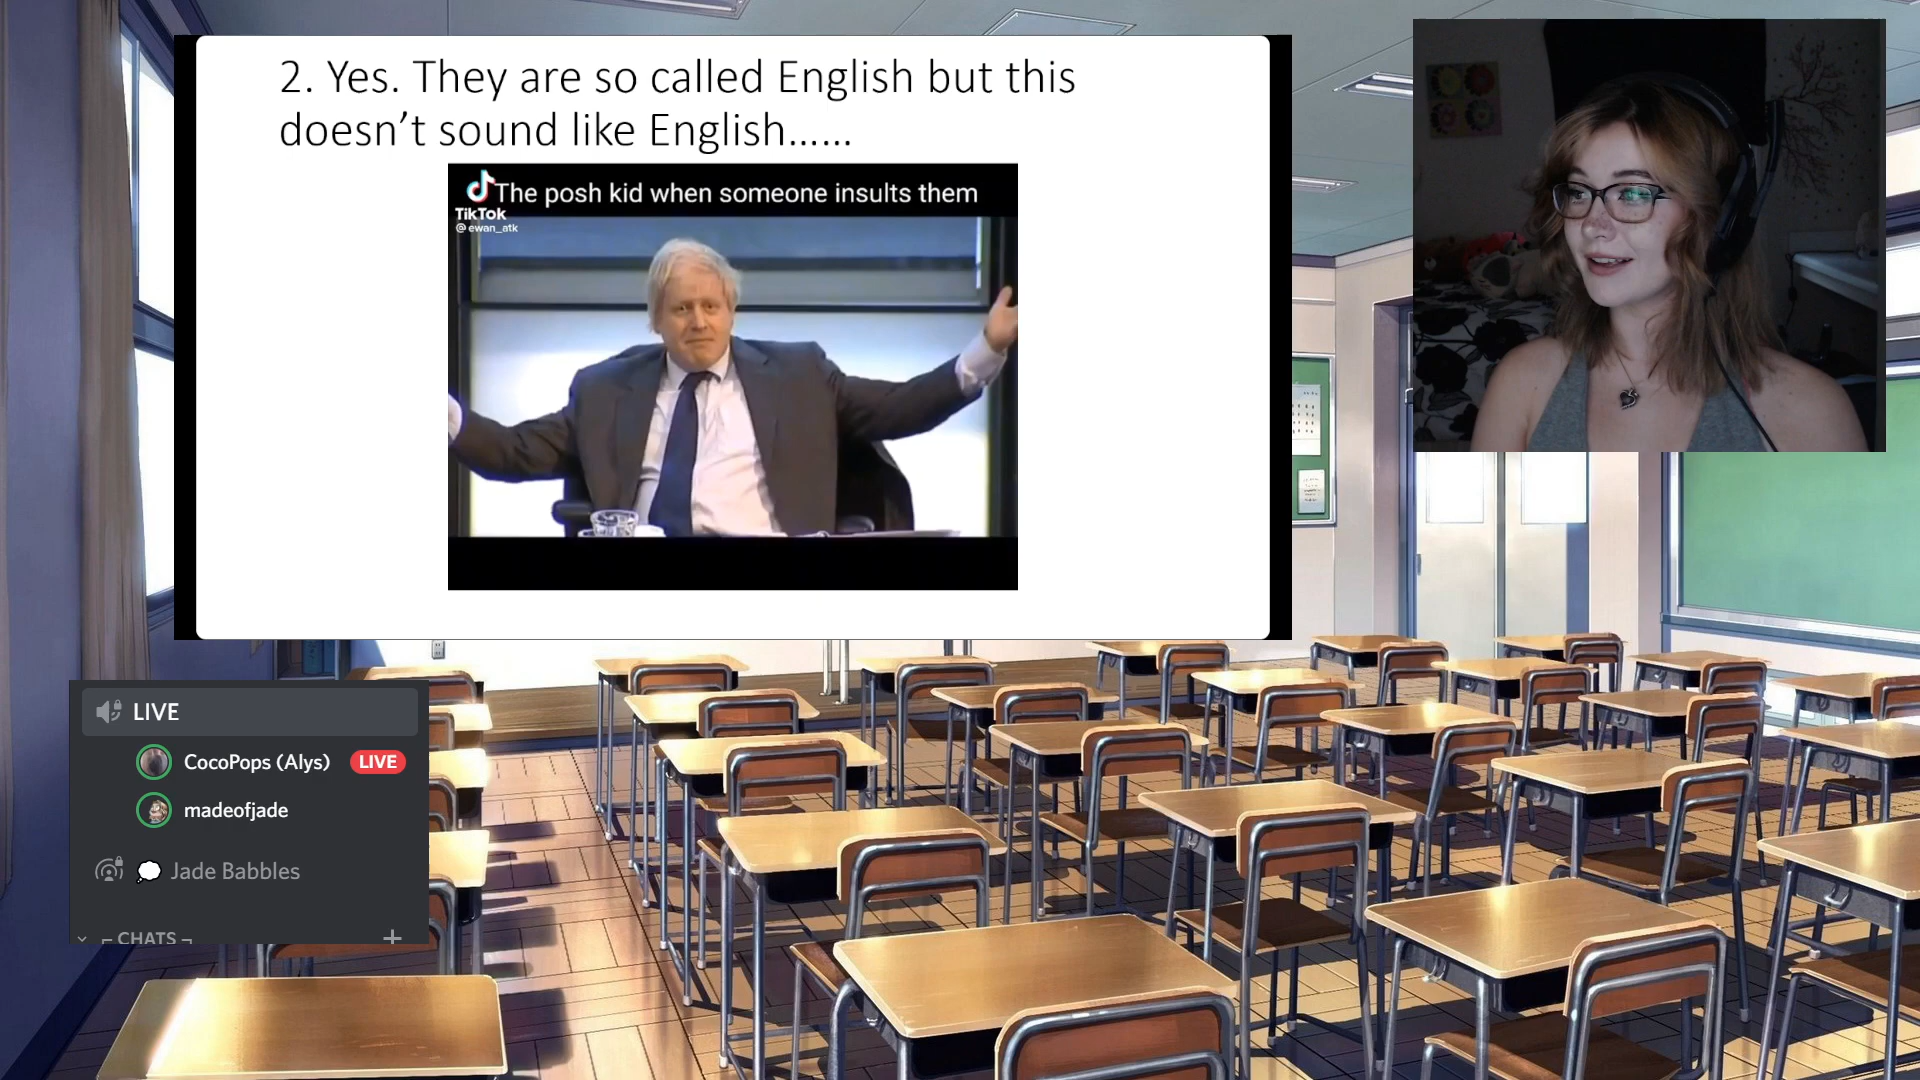 2. Yes. They are so called English but this
doesn't sound like English......
The posh kid when someone insults them
TikTok
@ewan_atk
LIVE
CocoPops (Alys) LIVE
madeofjade
Jade Babbles
CHATS